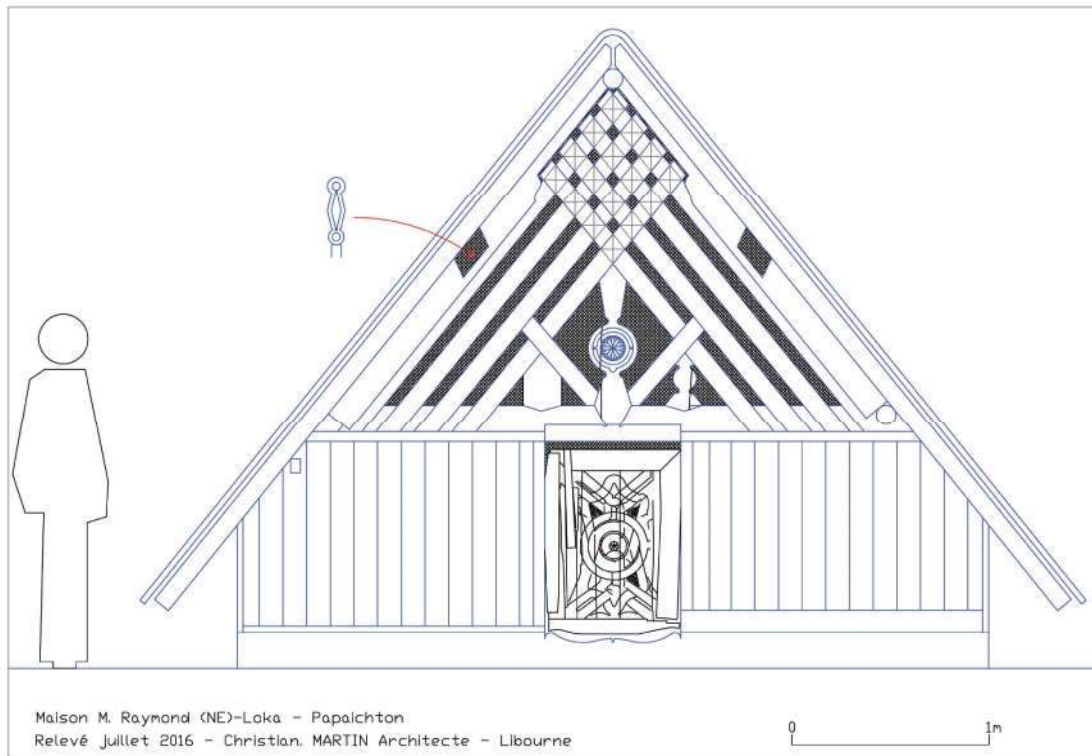 Maison M. Raymond (NE)-Loka - Papaichton
Relevé juillet 2016 - Christian. MARTIN Architecte - Libourne
0 1m